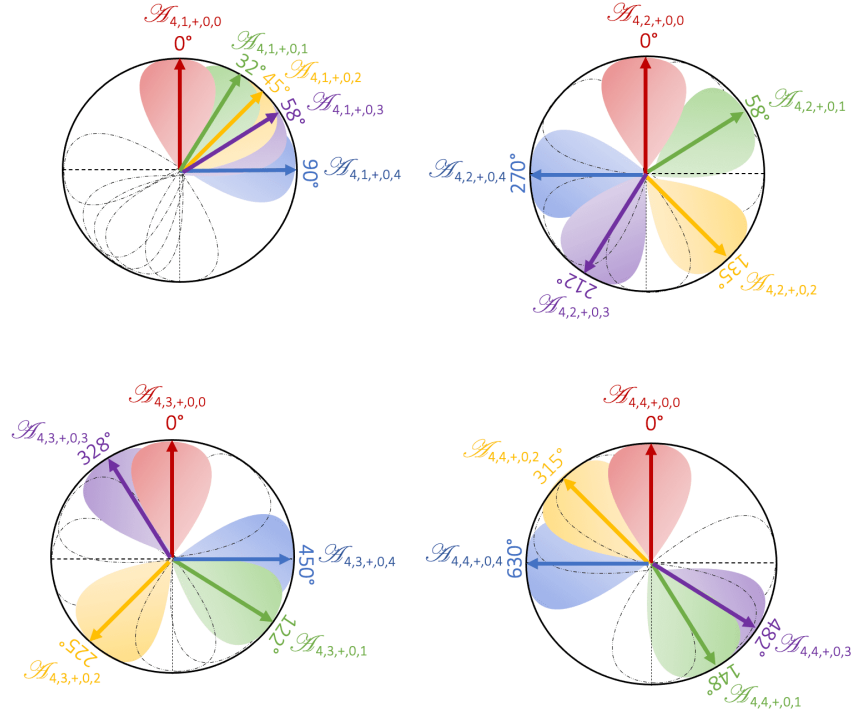 𝒜4,1,+,0,0
0°
𝒜4,1,+,0,1
32°
𝒜4,1,+,0,2
45°
𝒜4,1,+,0,3
58°
𝒜4,1,+,0,4
90°
𝒜4,2,+,0,0
0°
𝒜4,2,+,0,1
58°
𝒜4,2,+,0,4
270°
135°
𝒜4,2,+,0,2
212°
𝒜4,2,+,0,3
𝒜4,3,+,0,0
0°
𝒜4,3,+,0,3
328°
𝒜4,3,+,0,4
450°
𝒜4,3,+,0,1
122°
225°
𝒜4,3,+,0,2
𝒜4,4,+,0,0
0°
𝒜4,4,+,0,2
315°
𝒜4,4,+,0,4
630°
482°
𝒜4,4,+,0,3
148°
𝒜4,4,+,0,1